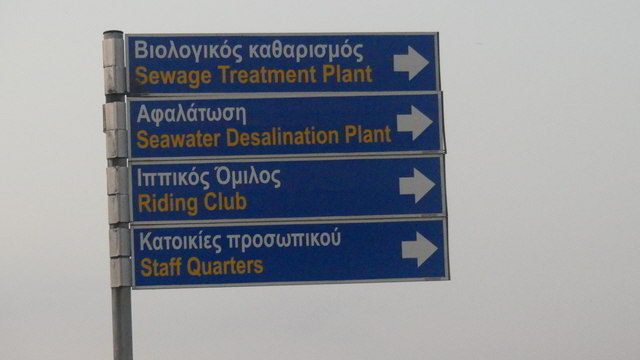 Βιολογικός καθαρισμός
Sewage Treatment Plant
Αφαλάτωση
Seawater Desalination Plant
Ιππικός Όμιλος
Riding Club
Κατοικίες προσωπικού
Staff Quarters